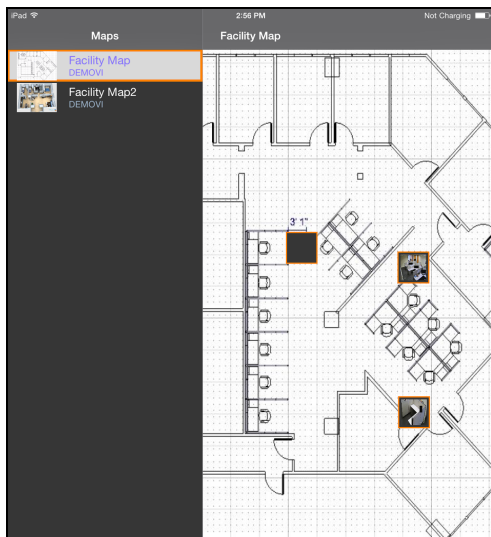 iPad
2:56 PM
Not Charging
Maps
Facility Map
Facility Map
DEMOVI
Facility Map2
DEMOVI
3' 1"